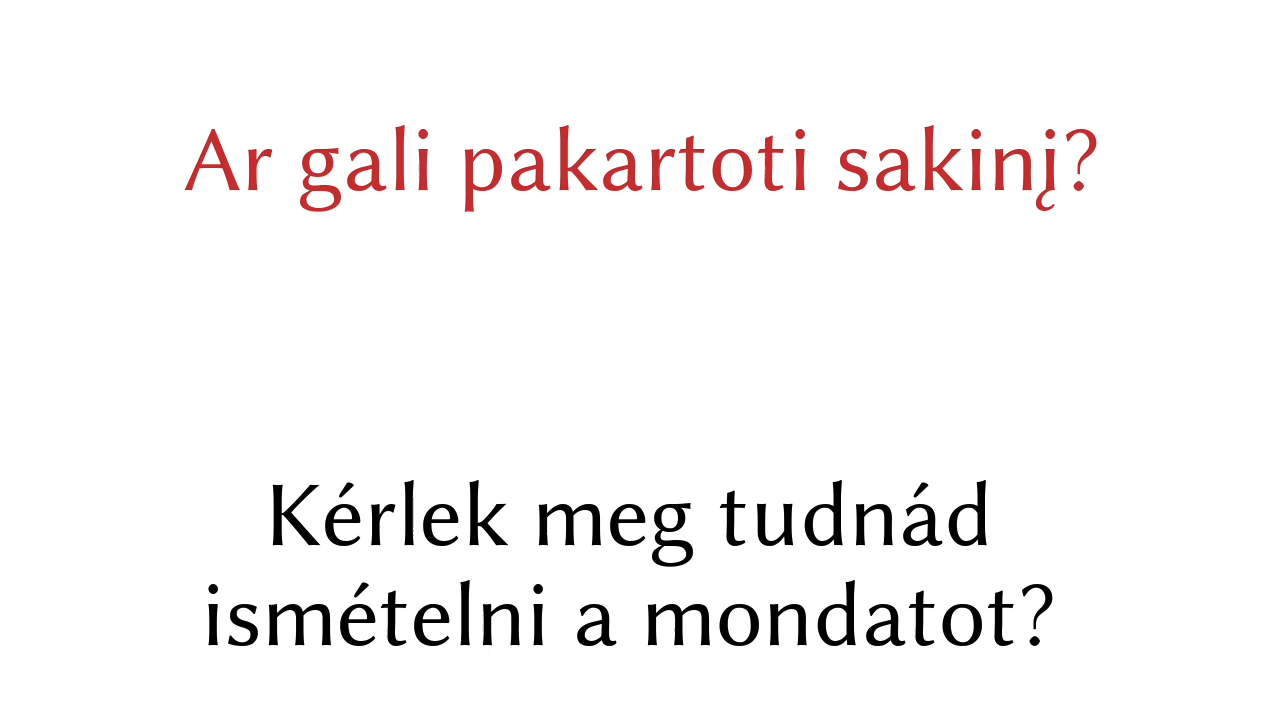 Ar gali pakartoti sakinį?
Kérlek meg tudnád
ismételni a mondatot?